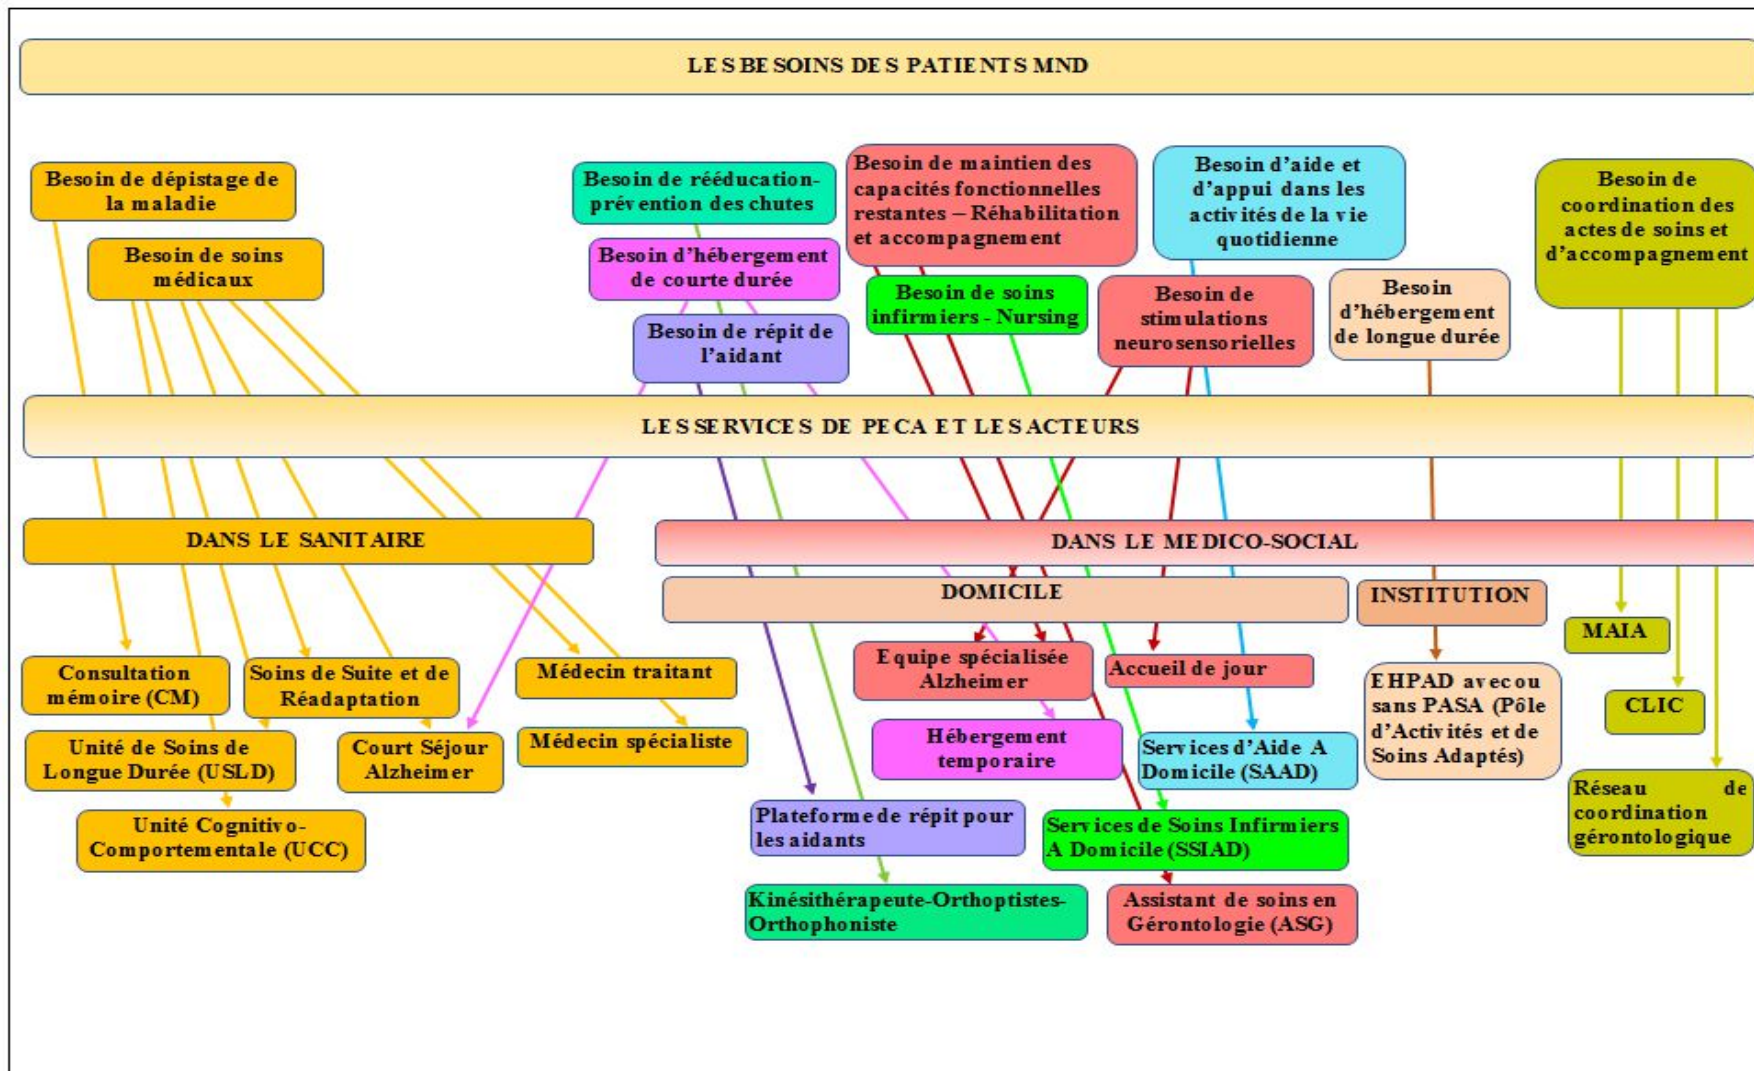 LES BESOINS DES PATIENTS MND
Besoin de dépistage de
la maladie
Besoin de soins
médicaux
Besoin de rééducation-
prévention des chutes
Besoin d'hébergement
de courte durée
Besoin de répit de
l'aidant
Besoin de maintien des
capacités fonctionnelles
restantes – Réhabilitation
et accompagnement
Besoin de soins
infirmiers - Nursing
Besoin d'aide et
d'appui dans les
activités de la vie
quotidienne
Besoin de
stimulations
neurosensorielles
Besoin
d'hébergement
de longue durée
Besoin de
coordination des
actes de soins et
d'accompagnement
LES SERVICES DE PECA ET LES ACTEURS
DANS LE SANITAIRE
DANS LE MEDICO-SOCIAL
DOMICILE
INSTITUTION
Consultation
mémoire (CM)
Soins de Suite et de
Réadaptation
Médecin traitant
Unité de Soins de
Longue Durée (USLD)
Court Séjour
Alzheimer
Médecin spécialiste
Unité Cognitivo-
Comportementale (UCC)
Equipe spécialisée
Alzheimer
Accueil de jour
Hébergement
temporaire
Services d'Aide A
Domicile (SAAD)
Plateforme de répit pour
les aidants
Services de Soins Infirmiers
A Domicile (SSIAD)
Kinésithérapeute-Orthoptistes-
Orthophoniste
Assistant de soins en
Gérontologie (ASG)
EHPAD avec ou
sans PASA (Pôle
d'Activités et de
Soins Adaptés)
MAIA
CLIC
Réseau de
coordination
gérontologique